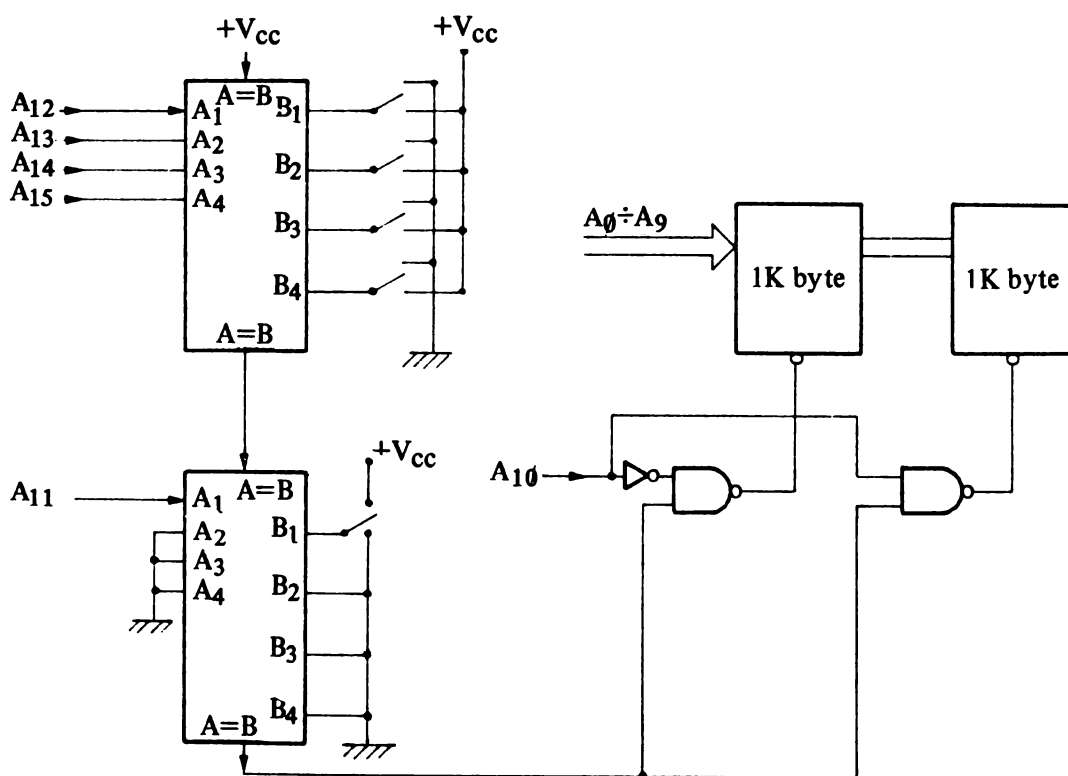 +Vcc
+Vcc
A12
A13
A14
A15
A=B
A1
A2
A3
A4
B1
B2
B3
B4
A=B
AØ÷A9
1K byte
1K byte
+Vcc
A11
A=B
A1
A2
A3
A4
B1
B2
B3
B4
A=B
A1Ø